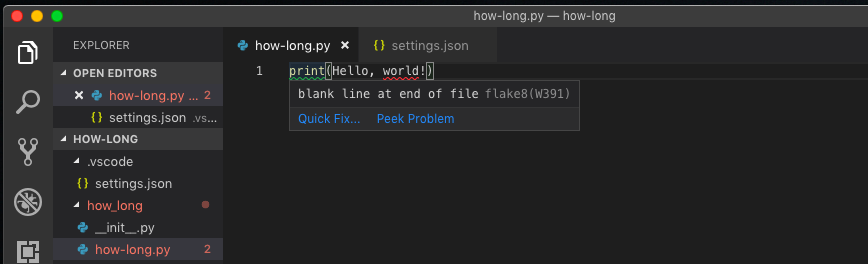 how-long.py — how-long
EXPLORER
OPEN EDITORS
how-long.py ... 2
settings.json .vs...
HOW-LONG
.vscode
{} settings.json
how_long
__init__.py
how-long.py 2
how-long.py
{} settings.json
1 print(Hello, world!)
blank line at end of file flake8(W391)
Quick Fix... Peek Problem